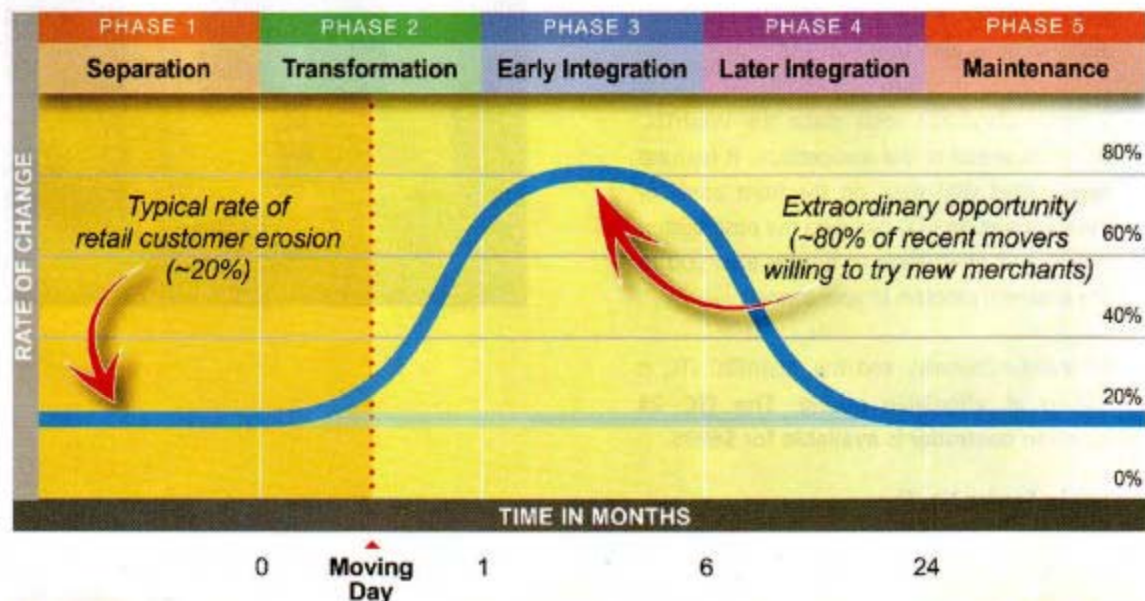 PHASE 1
PHASE 2
PHASE 3
PHASE 4
PHASE 5
Separation
Transformation
Early Integration
Later Integration
Maintenance
RATE OF CHANGE
Typical rate of
retail customer erosion
(~20%)
Extraordinary opportunity
(~80% of recent movers
willing to try new merchants)
80%
60%
40%
20%
0%
TIME IN MONTHS
0
Moving
Day
1
6
24